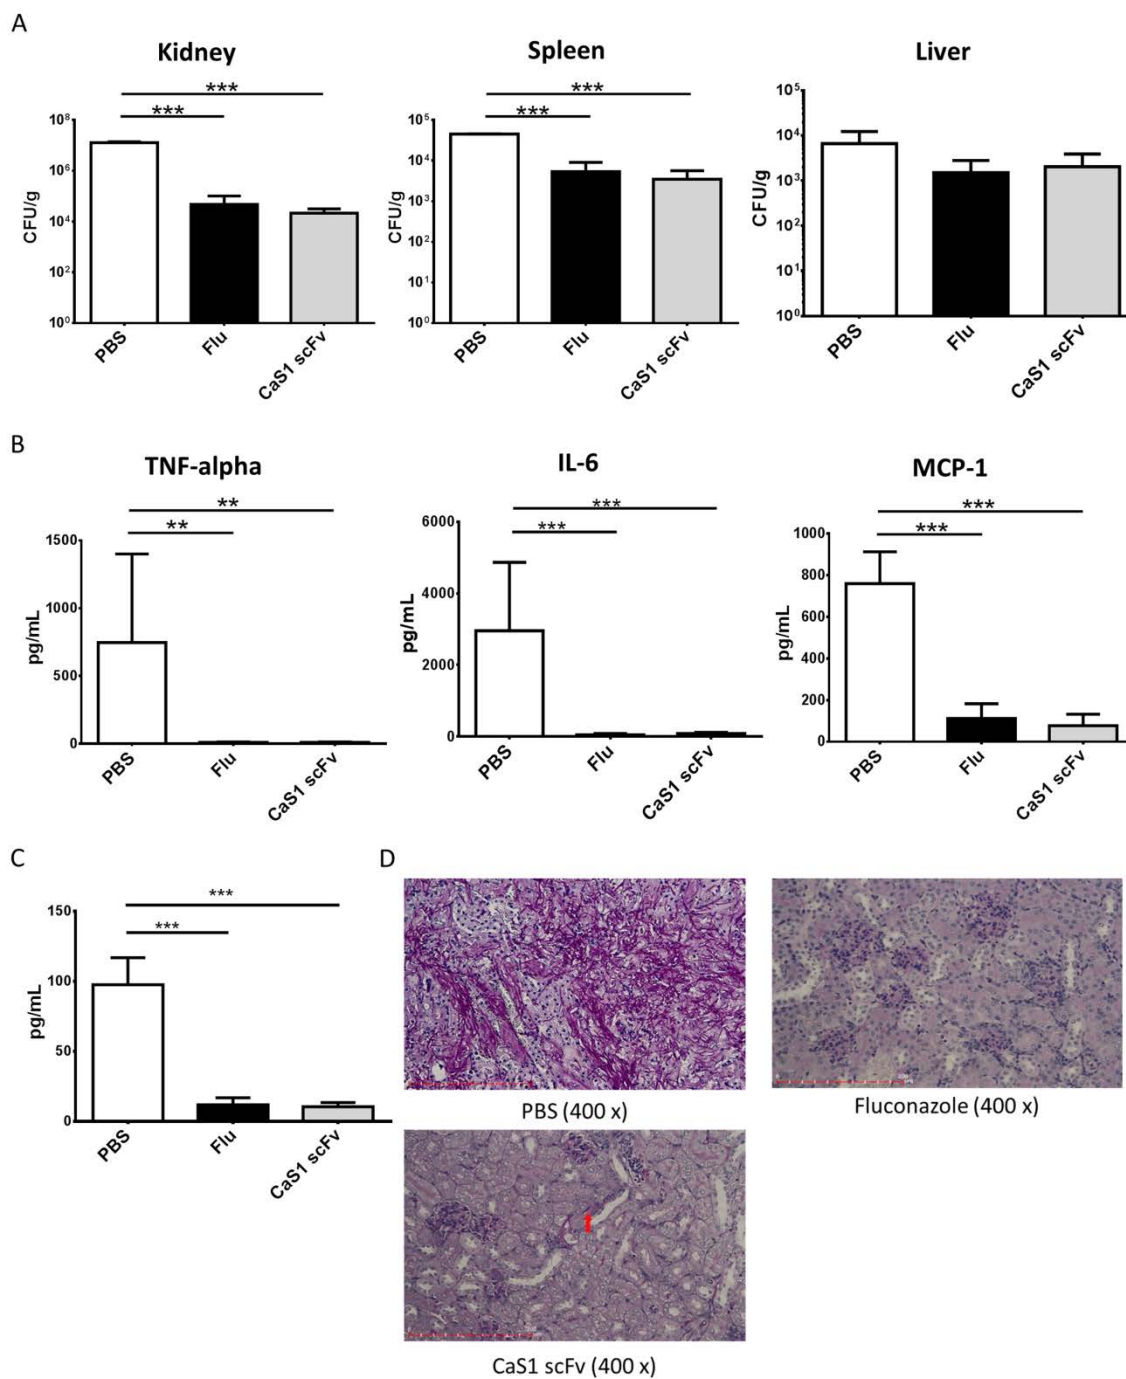 A
Kidney
Spleen
Liver
***
***
***
***
CFU/g
10⁸
10⁶
10⁴
10²
10⁰
PBS
Flu
CaS1 scFv
CFU/g
10⁵
10⁴
10³
10²
10¹
10⁰
PBS
Flu
CaS1 scFv
CFU/g
10⁵
10⁴
10³
10²
10¹
10⁰
PBS
Flu
CaS1 scFv
B
TNF-alpha
IL-6
MCP-1
**
**
***
***
***
***
pg/mL
1500
1000
500
0
PBS
Flu
CaS1 scFv
pg/mL
6000
4000
2000
0
PBS
Flu
CaS1 scFv
pg/mL
800
600
400
200
0
PBS
Flu
CaS1 scFv
C
***
***
pg/mL
150
100
50
0
PBS
Flu
CaS1 scFv
D
PBS (400 x)
Fluconazole (400 x)
CaS1 scFv (400 x)